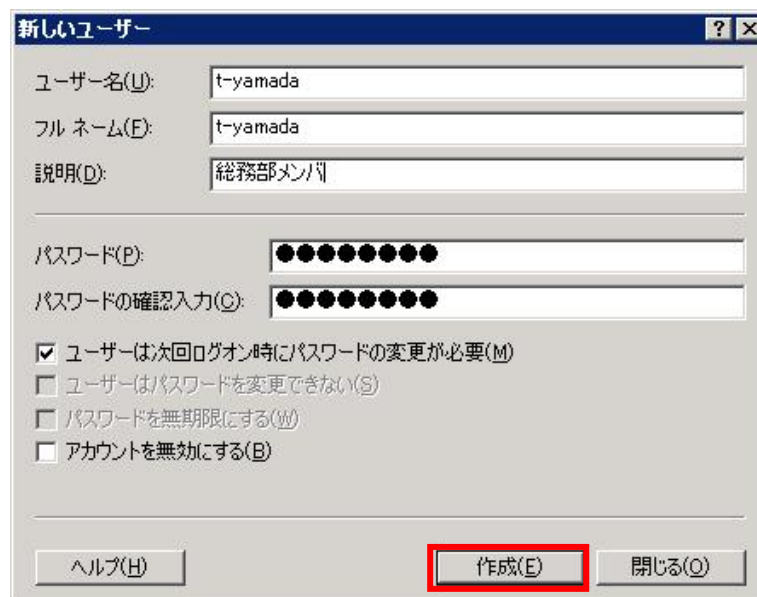 新しいユーザー
ユーザー名(U): t-yamada
フル ネーム(F): t-yamada
説明(D): 総務部メンバ
パスワード(P): ●●●●●●●●
パスワードの確認入力(C): ●●●●●●●●
ユーザーは次回ログオン時にパスワードの変更が必要(M)
ユーザーはパスワードを変更できない(S)
パスワードを無期限にする(W)
アカウントを無効にする(B)
ヘルプ(H) 作成(E) 閉じる(O)